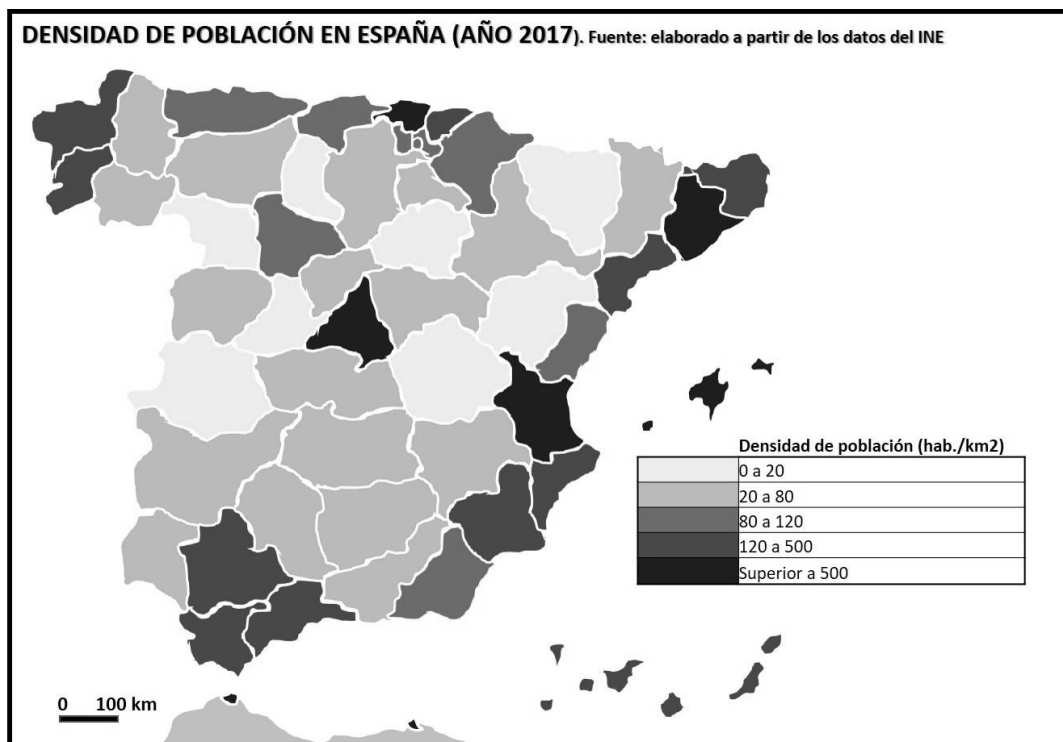 DENSIDAD DE POBLACIÓN EN ESPAÑA (AÑO 2017). Fuente: elaborado a partir de los datos del INE
Densidad de población (hab./km2)
0 a 20
20 a 80
80 a 120
120 a 500
Superior a 500
0 100 km